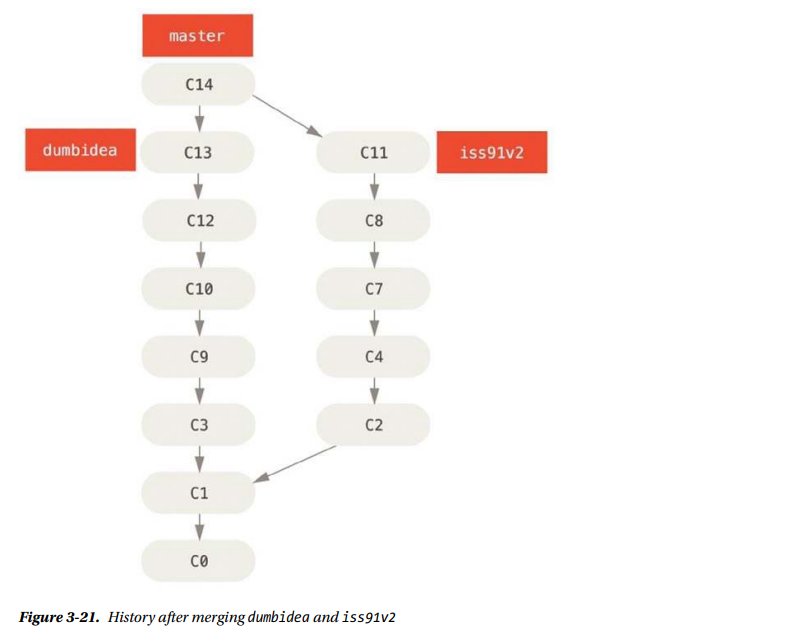 master
C14
dumbidea
C13
C11
iss91v2
C12
C8
C10
C7
C9
C4
C3
C2
C1
C0
Figure 3-21. History after merging dumbidea and iss91v2